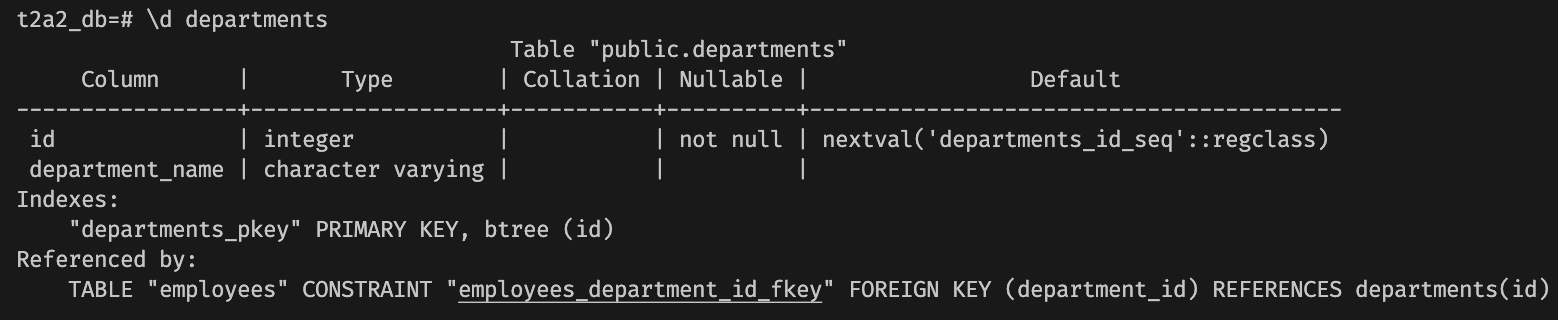 t2a2_db=# \d departments
                                      Table "public.departments"
     Column      |       Type        | Collation | Nullable |                 Default
-----------------+-------------------+-----------+----------+-----------------------------------------
 id              | integer           |           | not null | nextval('departments_id_seq'::regclass)
 department_name | character varying |           |          |
Indexes:
    "departments_pkey" PRIMARY KEY, btree (id)
Referenced by:
    TABLE "employees" CONSTRAINT "employees_department_id_fkey" FOREIGN KEY (department_id) REFERENCES departments(id)